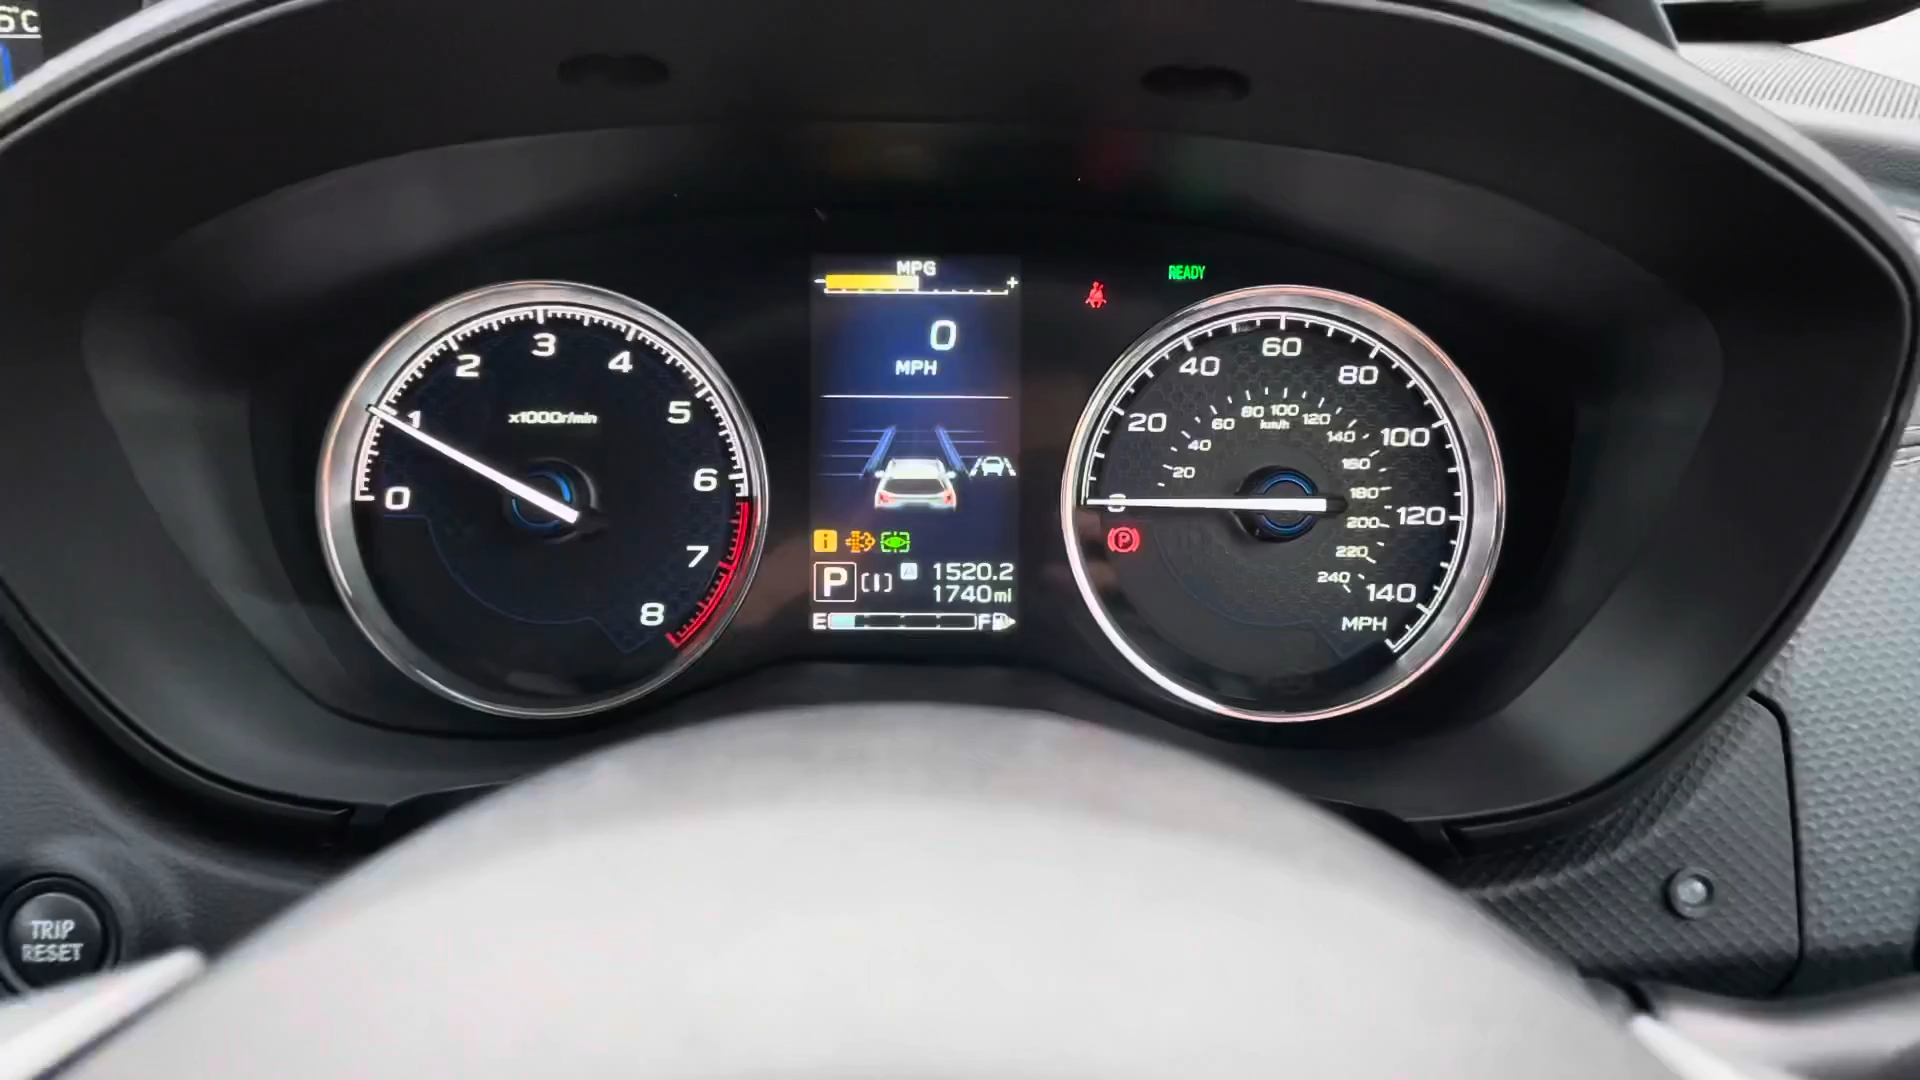 6°C
MPG
- +
0
MPH
0 1 2 3 4 5 6 7 8
x1000r/min
READY
0 20 40 60 80 100 120 140
MPH
20 40 60 80 100 120 140 160 180 200 220 240
km/h
(P)
i
P A 1520.2
1740mi
E F
TRIP
RESET